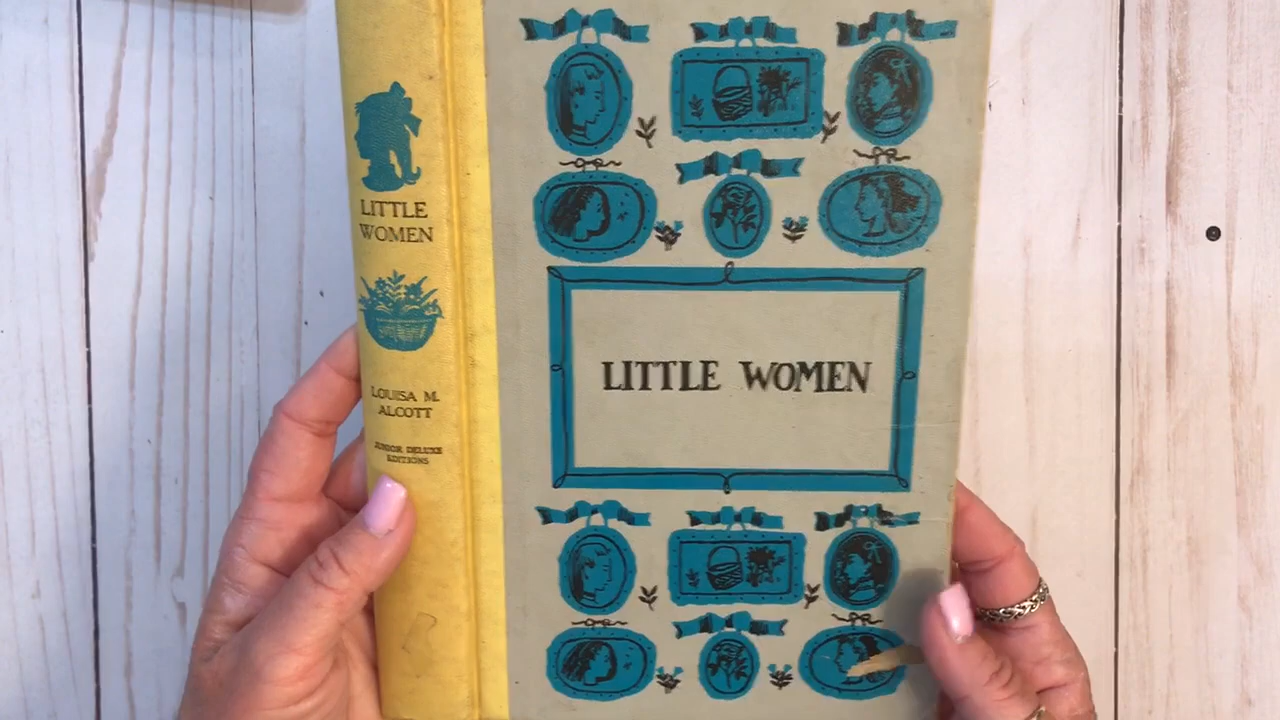 LITTLE
WOMEN
LOUISA M.
ALCOTT
JUNIOR DELUXE
EDITIONS
LITTLE WOMEN